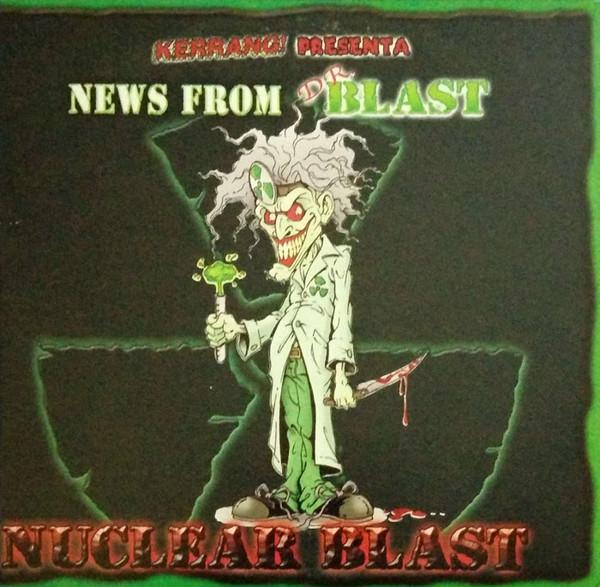 KERRANG! PRESENTA
NEWS FROM DR. BLAST
NUCLEAR BLAST